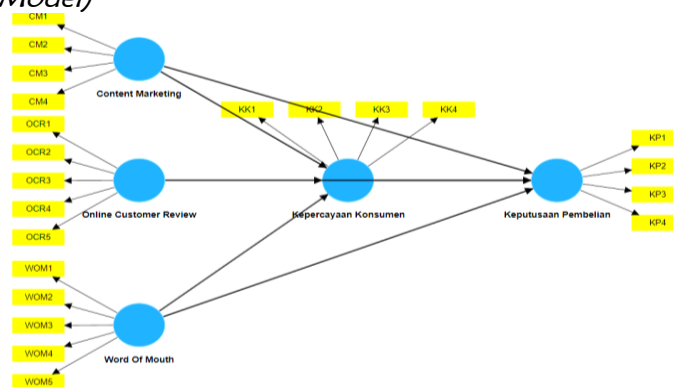 Model)
CM1
CM2
CM3
CM4
Content Marketing
KK1
KK2
KK3
KK4
OCR1
OCR2
OCR3
OCR4
OCR5
Online Customer Review
Kepercayaan Konsumen
Keputusaan Pembelian
KP1
KP2
KP3
KP4
WOM1
WOM2
WOM3
WOM4
WOM5
Word Of Mouth